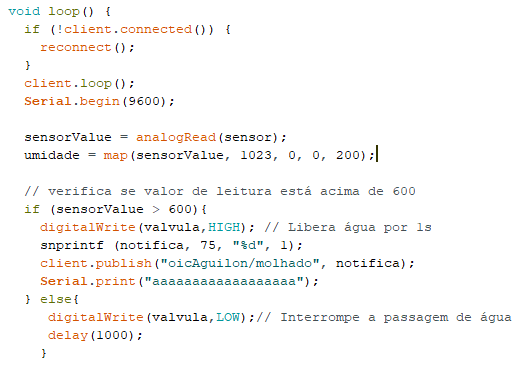 void loop() {
  if (!client.connected()) {
    reconnect();
  }
  client.loop();
  Serial.begin(9600);

  sensorValue = analogRead(sensor);
  umidade = map(sensorValue, 1023, 0, 0, 200);

  // verifica se valor de leitura está acima de 600
  if (sensorValue > 600){
    digitalWrite(valvula,HIGH); // Libera água por 1s
    snprintf (notifica, 75, "%d", 1);
    client.publish("oicAguilon/molhado", notifica);
    Serial.print("aaaaaaaaaaaaaaaaaa");
  } else{
     digitalWrite(valvula,LOW);// Interrompe a passagem de água
     delay(1000);
    }